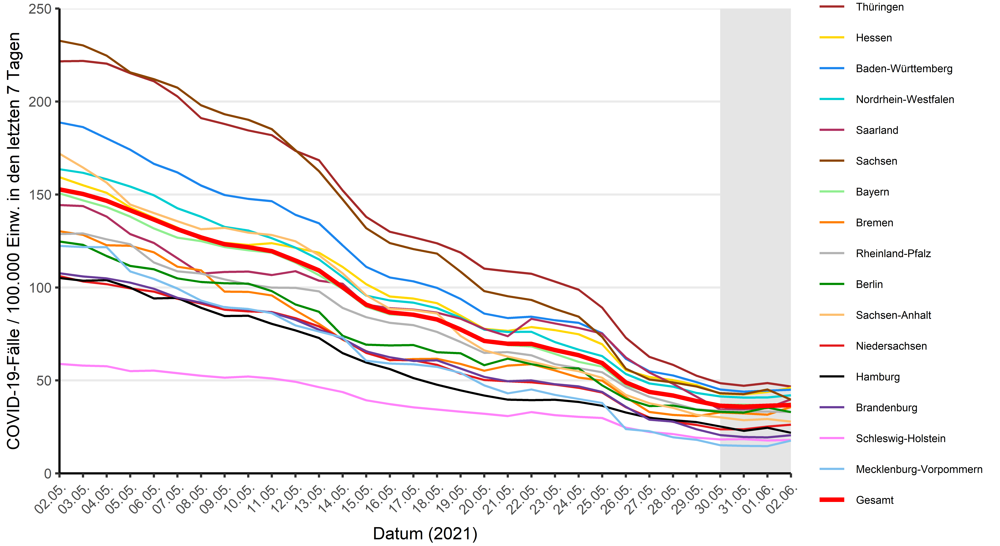 COVID-19-Fälle / 100.000 Einw. in den letzten 7 Tagen
250
200
150
100
50
0
02.05.
03.05.
04.05.
05.05.
06.05.
07.05.
08.05.
09.05.
10.05.
11.05.
12.05.
13.05.
14.05.
15.05.
16.05.
17.05.
18.05.
19.05.
20.05.
21.05.
22.05.
23.05.
24.05.
25.05.
26.05.
27.05.
28.05.
29.05.
30.05.
31.05.
01.06.
02.06.
Datum (2021)
Thüringen
Hessen
Baden-Württemberg
Nordrhein-Westfalen
Saarland
Sachsen
Bayern
Bremen
Rheinland-Pfalz
Berlin
Sachsen-Anhalt
Niedersachsen
Hamburg
Brandenburg
Schleswig-Holstein
Mecklenburg-Vorpommern
Gesamt